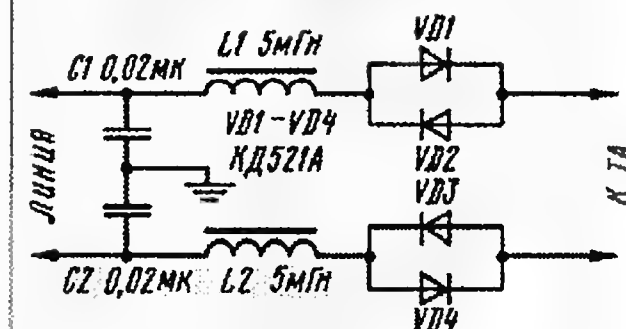 VD1
L1 5мГн
C1 0,02мк
VD1-VD4
КД521А
VD2
VD3
ЛИНИЯ
К ТА
C2 0,02мк
L2 5мГн
VD4